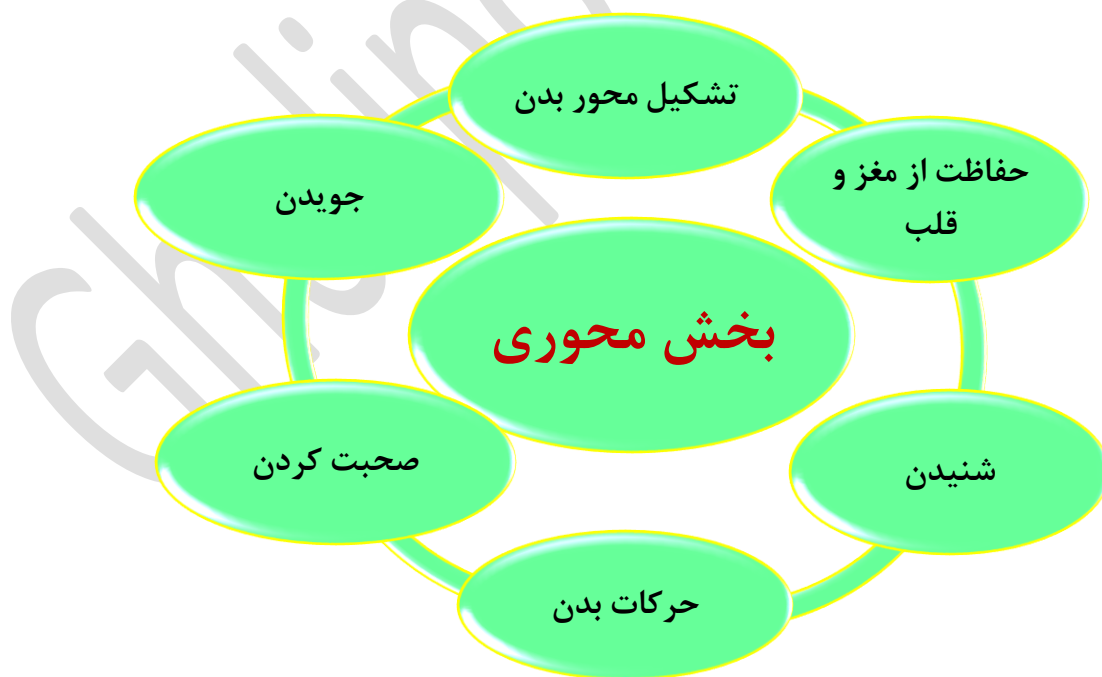 تشکیل محور بدن
حفاظت از مغز و
قلب
شنیدن
حرکات بدن
صحبت کردن
جویدن
بخش محوری